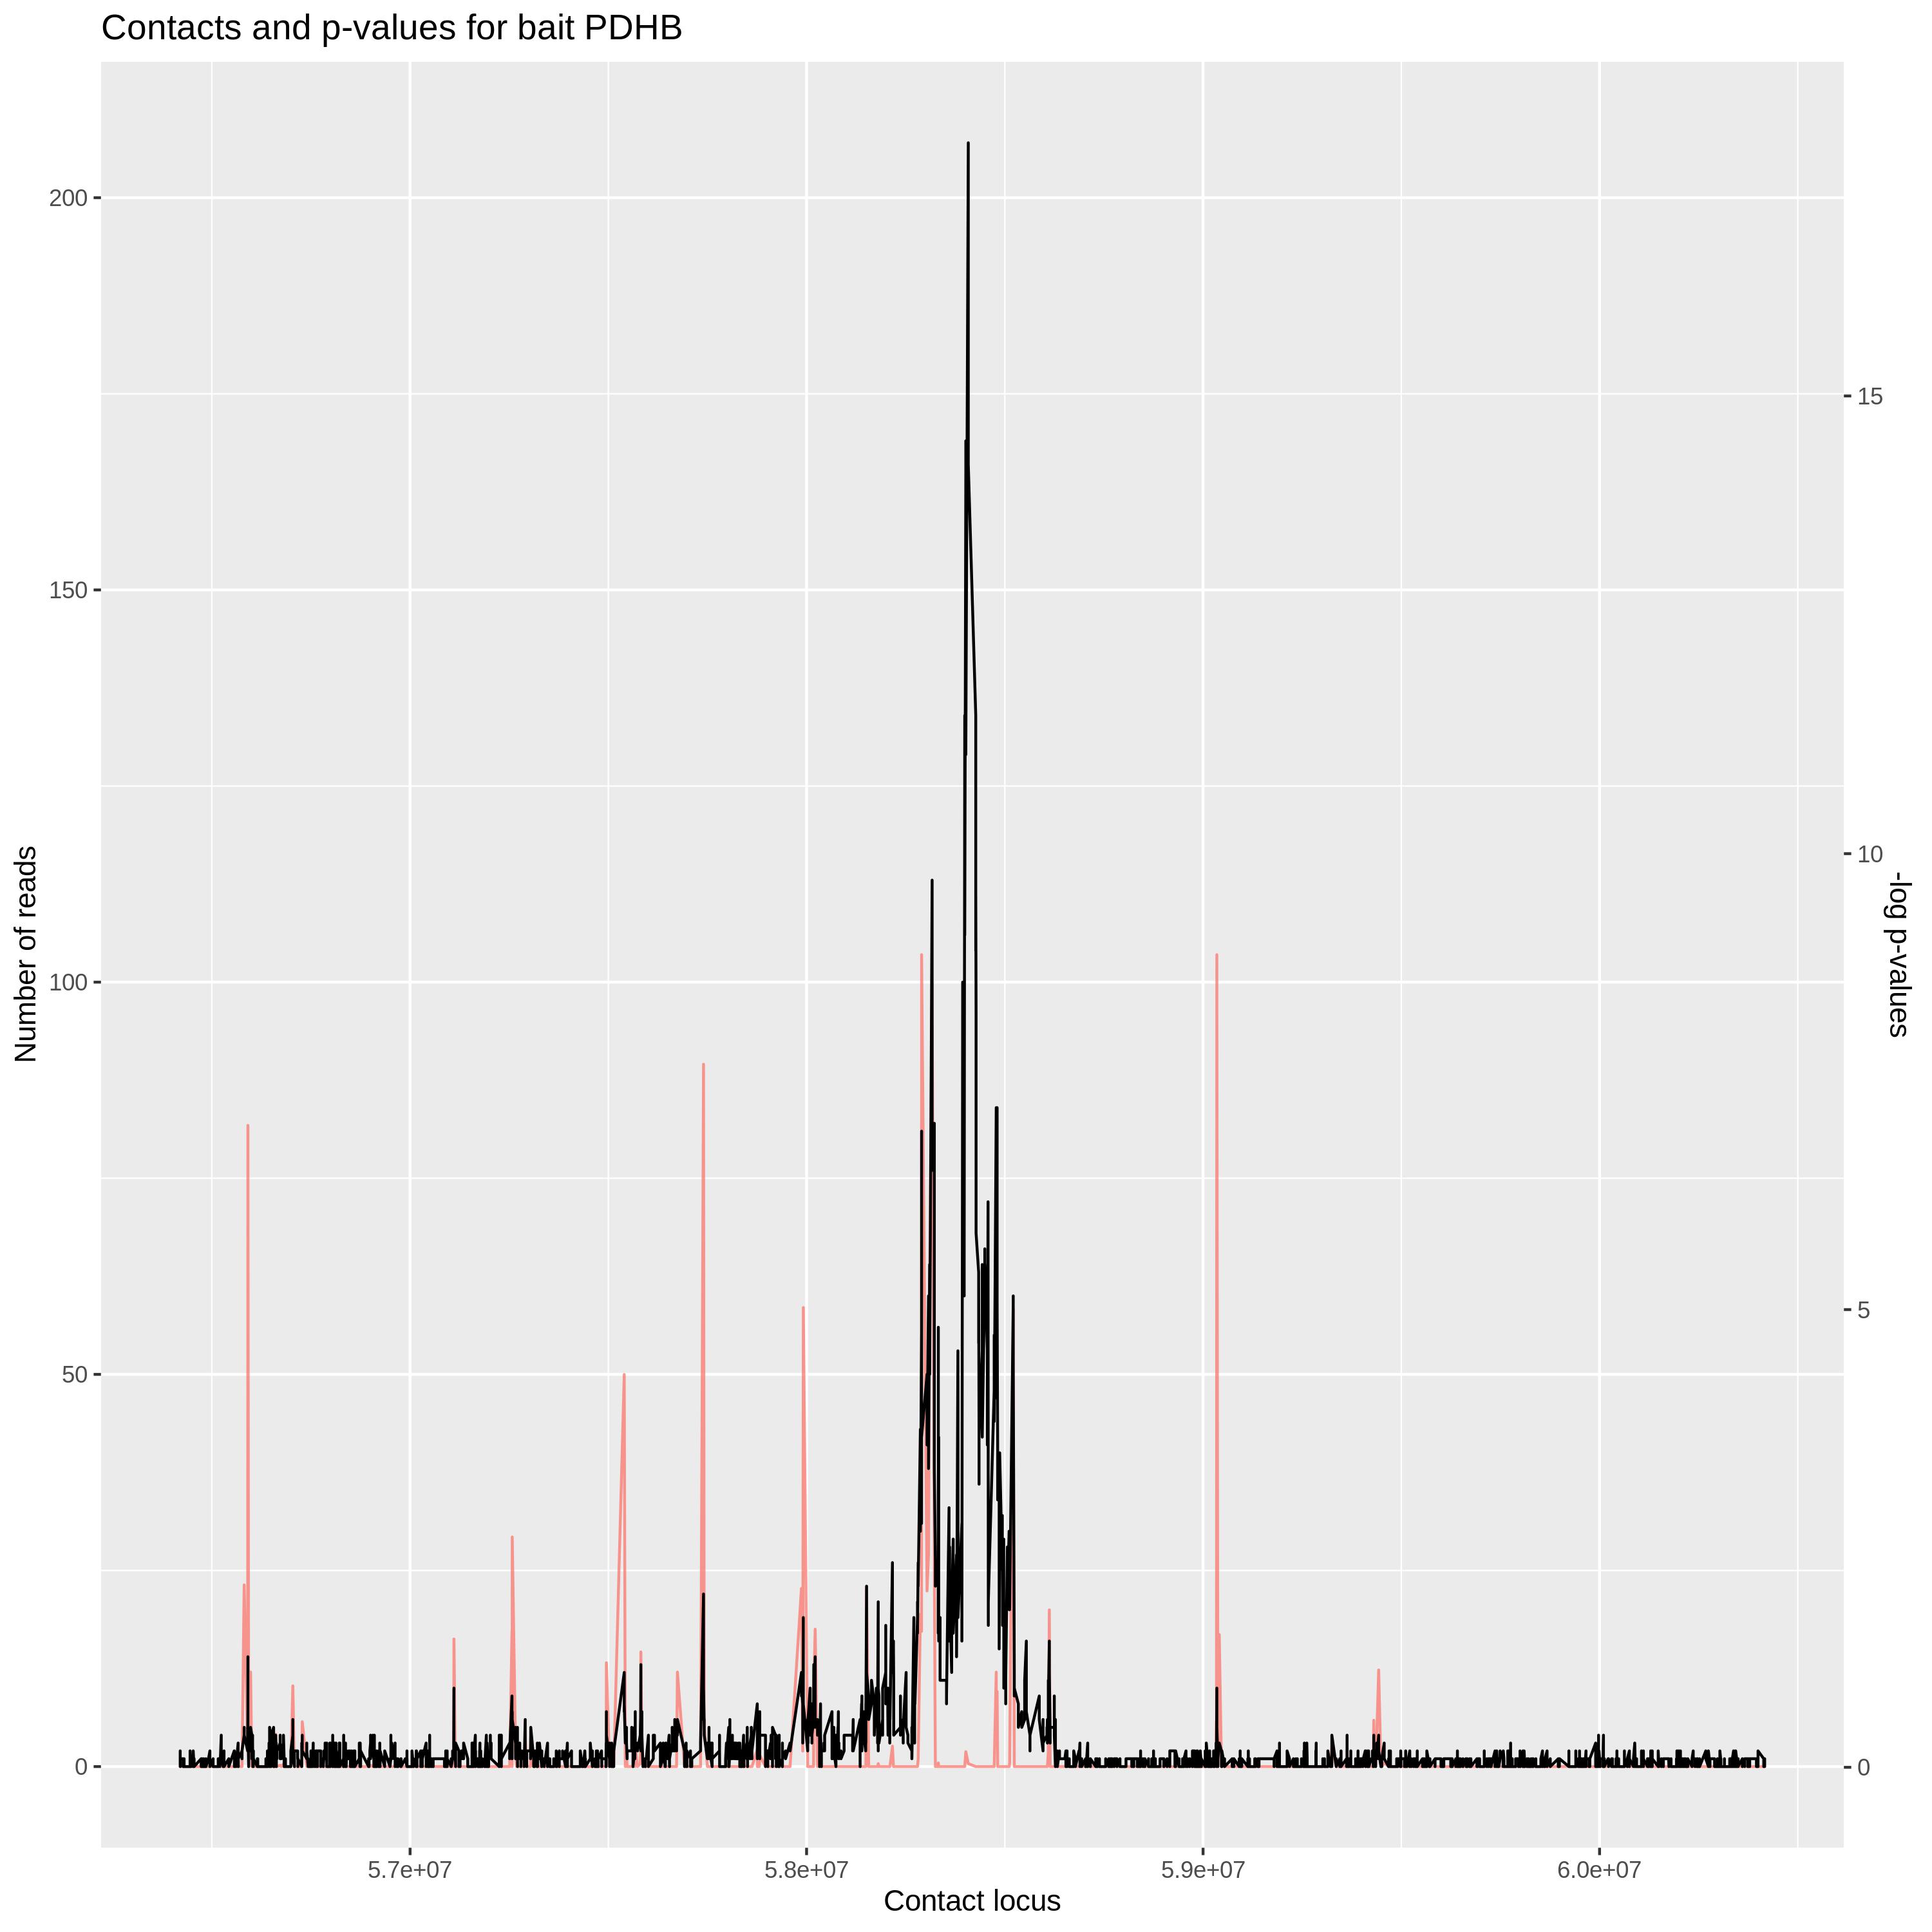 Contacts and p-values for bait PDHB
200
150
100
50
0
Number of reads
15
10
5
0
-log p-values
5.7e+07 5.8e+07 5.9e+07 6.0e+07
Contact locus